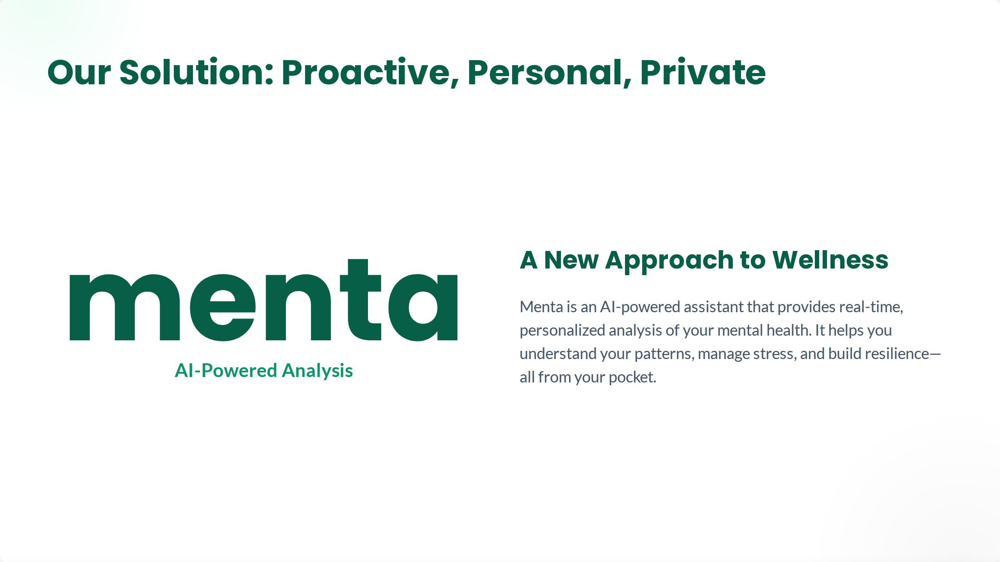 Our Solution: Proactive, Personal, Private
menta
AI-Powered Analysis
A New Approach to Wellness
Menta is an AI-powered assistant that provides real-time,
personalized analysis of your mental health. It helps you
understand your patterns, manage stress, and build resilience—
all from your pocket.